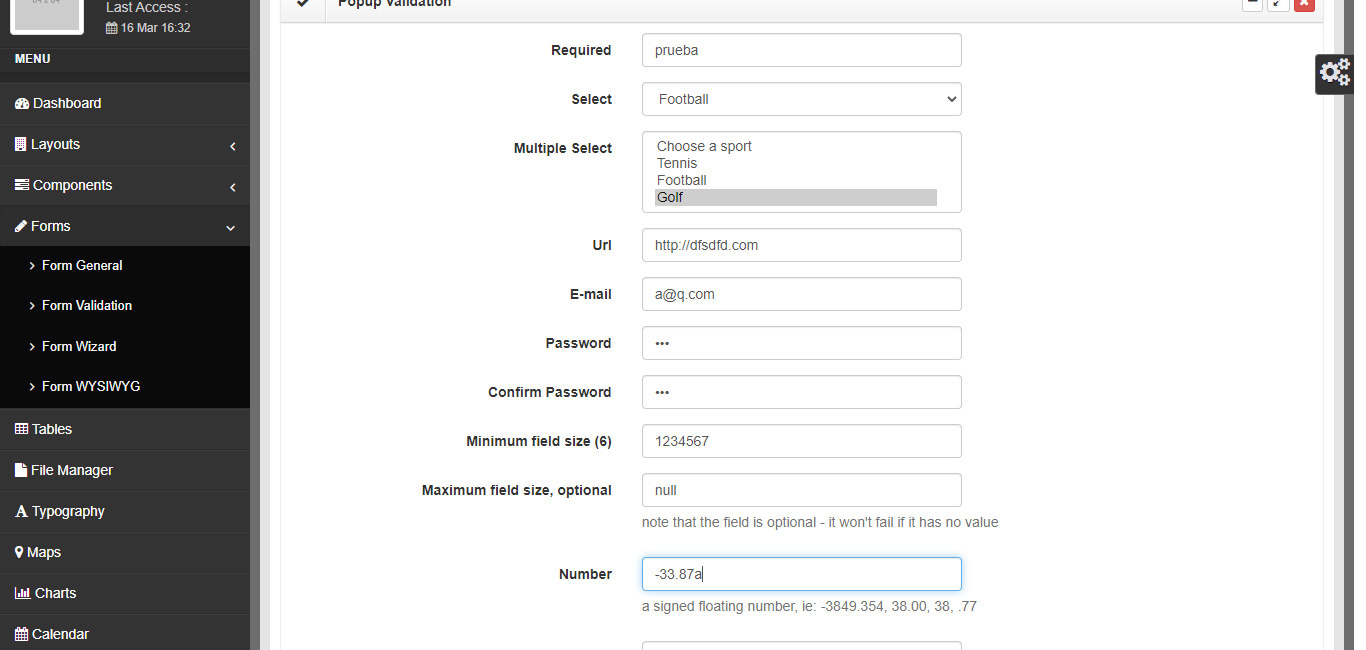 64 x 64
Last Access :
16 Mar 16:32
MENU
Dashboard
Layouts
Components
Forms
Form General
Form Validation
Form Wizard
Form WYSIWYG
Tables
File Manager
Typography
Maps
Charts
Calendar
Popup Validation
Required
prueba
Select
Football
Multiple Select
Choose a sport
Tennis
Football
Golf
Url
http://dfsdfd.com
E-mail
a@q.com
Password
•••
Confirm Password
•••
Minimum field size (6)
1234567
Maximum field size, optional
null
note that the field is optional - it won't fail if it has no value
Number
-33.87a
a signed floating number, ie: -3849.354, 38.00, 38, .77